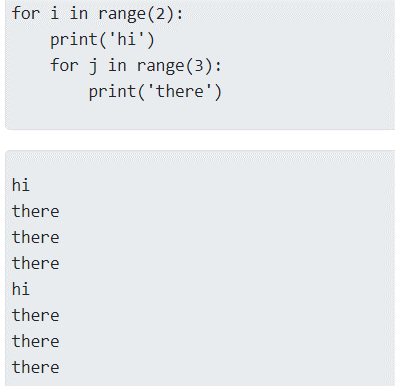 for i in range(2):
    print('hi')
    for j in range(3):
        print('there')
hi
there
there
there
hi
there
there
there